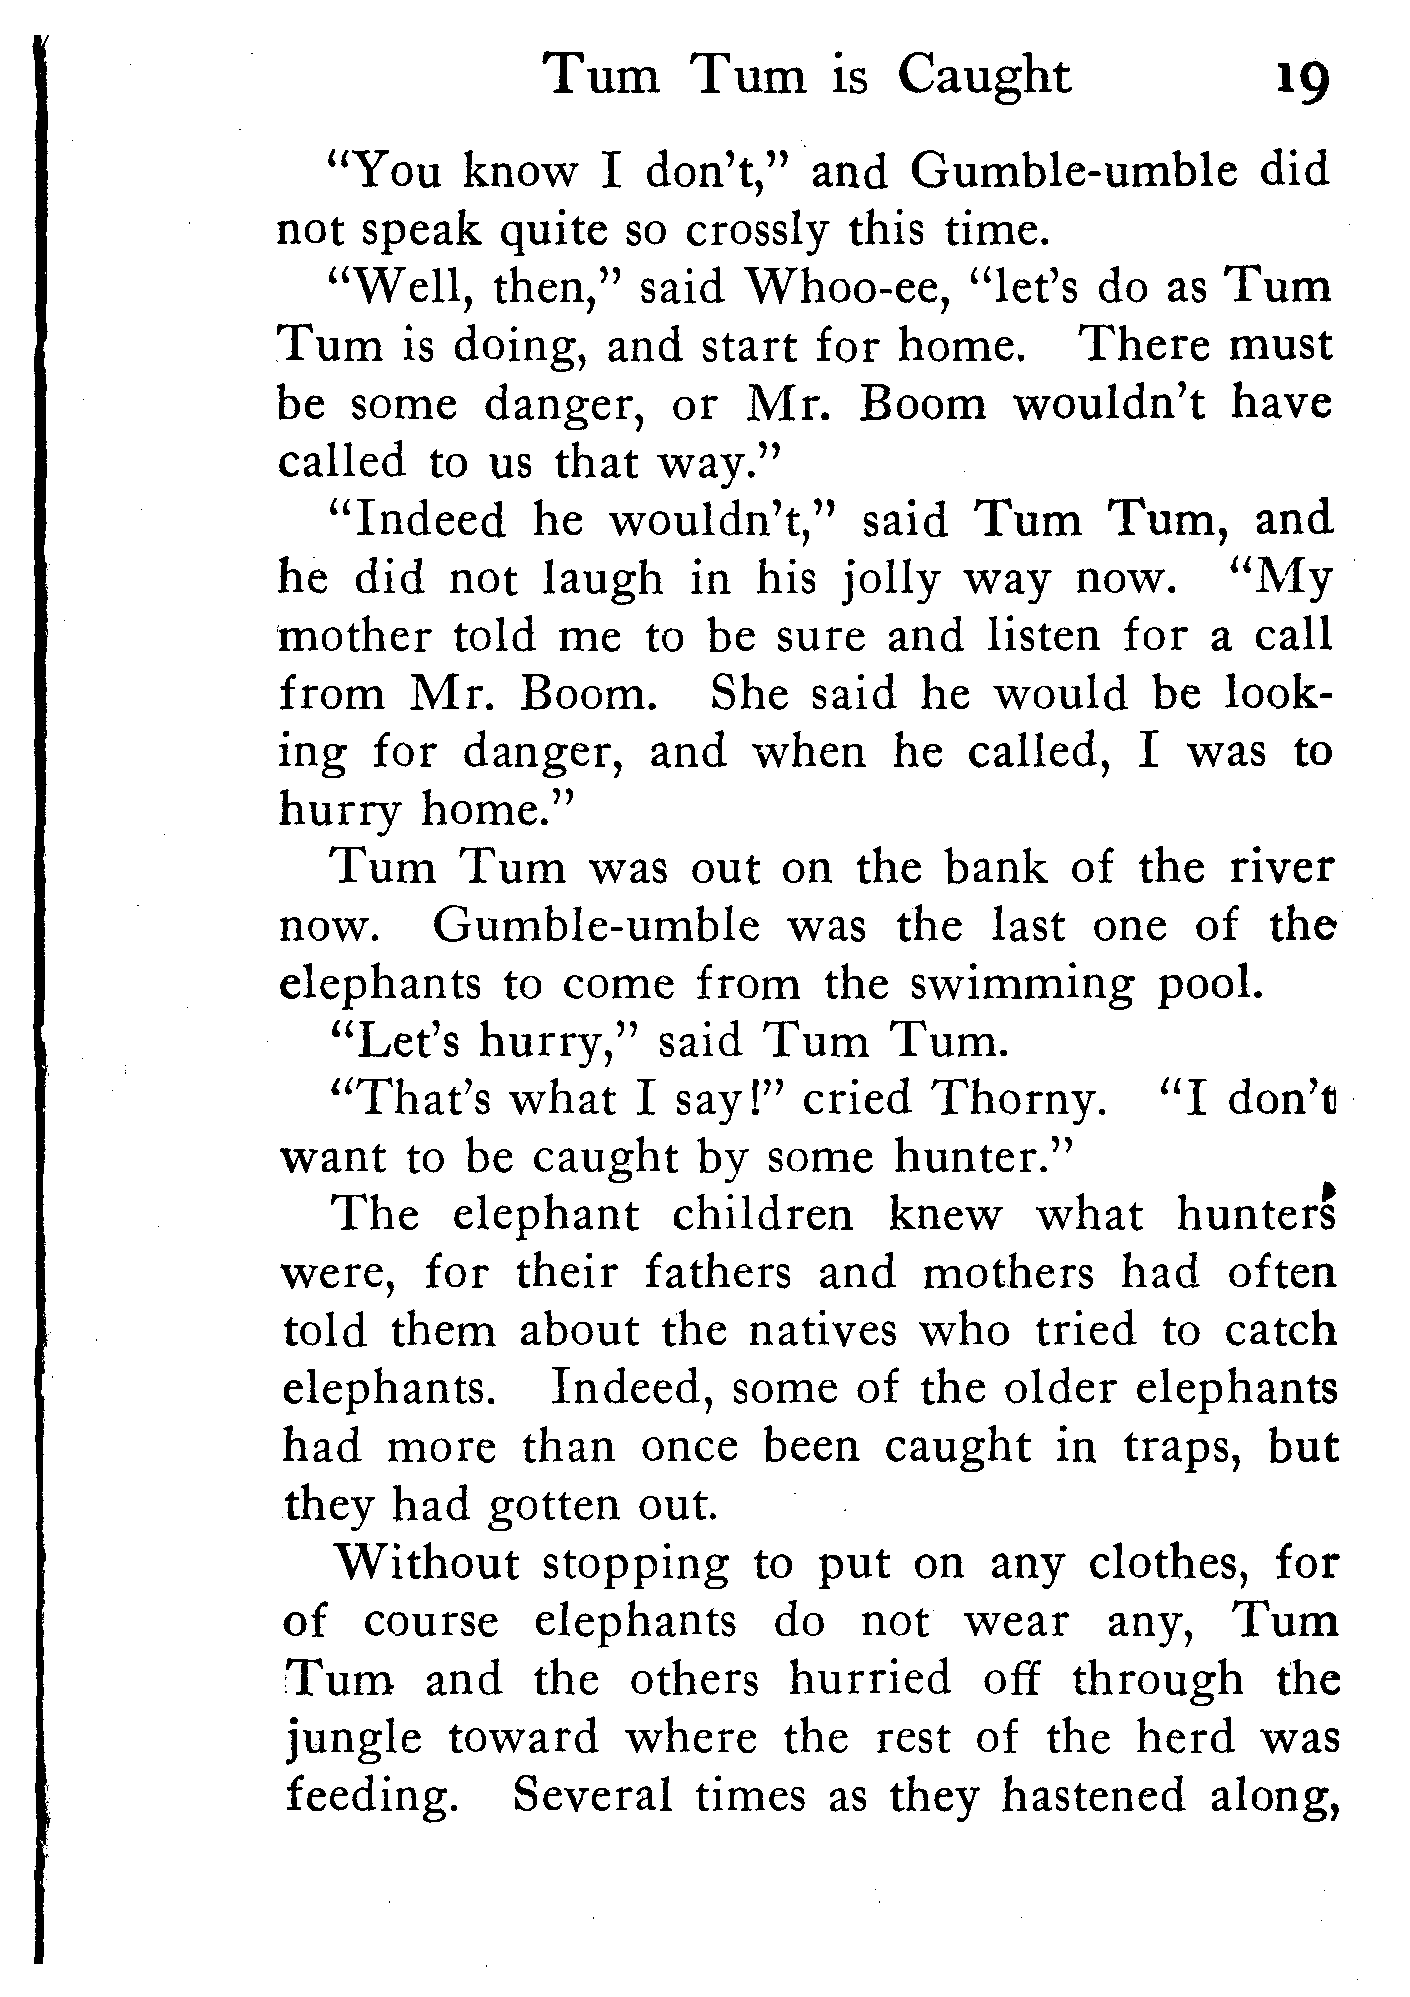 Tum Tum is Caught 19
"You know I don't," and Gumble-umble did
not speak quite so crossly this time.
"Well, then," said Whoo-ee, "let's do as Tum
Tum is doing, and start for home. There must
be some danger, or Mr. Boom wouldn't have
called to us that way."
"Indeed he wouldn't," said Tum Tum, and
he did not laugh in his jolly way now. "My
mother told me to be sure and listen for a call
from Mr. Boom. She said he would be look-
ing for danger, and when he called, I was to
hurry home."
Tum Tum was out on the bank of the river
now. Gumble-umble was the last one of the
elephants to come from the swimming pool.
"Let's hurry," said Tum Tum.
"That's what I say!" cried Thorny. "I don't
want to be caught by some hunter."
The elephant children knew what hunters
were, for their fathers and mothers had often
told them about the natives who tried to catch
elephants. Indeed, some of the older elephants
had more than once been caught in traps, but
they had gotten out.
Without stopping to put on any clothes, for
of course elephants do not wear any, Tum
Tum and the others hurried off through the
jungle toward where the rest of the herd was
feeding. Several times as they hastened along,